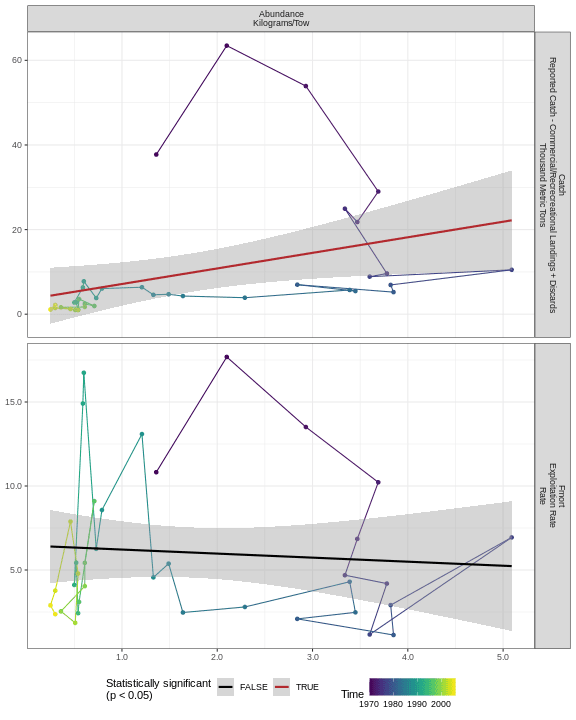 Abundance
Kilograms/Tow
60
40
20
0
Catch
Reported Catch - Commercial/Recreational Landings + Discards
Thousand Metric Tons
15.0
10.0
5.0
Fmort
Exploitation Rate
Rate
1.0 2.0 3.0 4.0 5.0
Statistically significant
(p < 0.05)
FALSE TRUE
Time
1970 1980 1990 2000